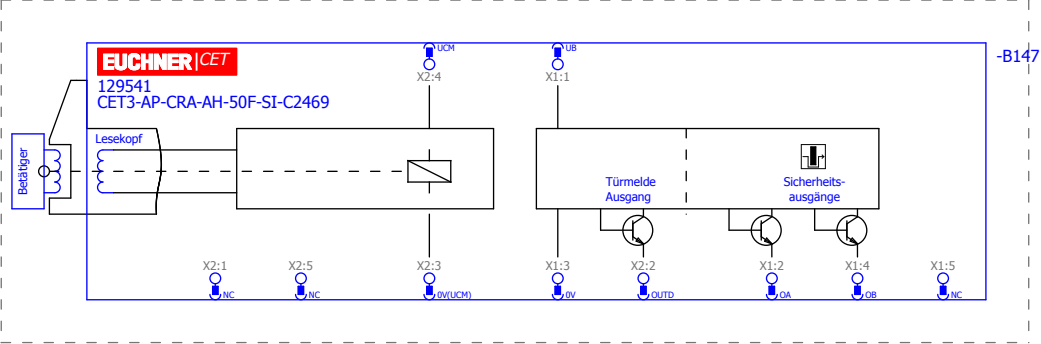 UCM
UB
-B147
EUCHNER CET
X2:4
X1:1
129541
CET3-AP-CRA-AH-50F-SI-C2469
Lesekopf
Betätiger
Türmelde
Ausgang
Sicherheits-
ausgänge
X2:1
X2:5
X2:3
X1:3
X2:2
X1:2
X1:4
X1:5
NC
NC
0V(UCM)
0V
OUTD
OA
OB
NC